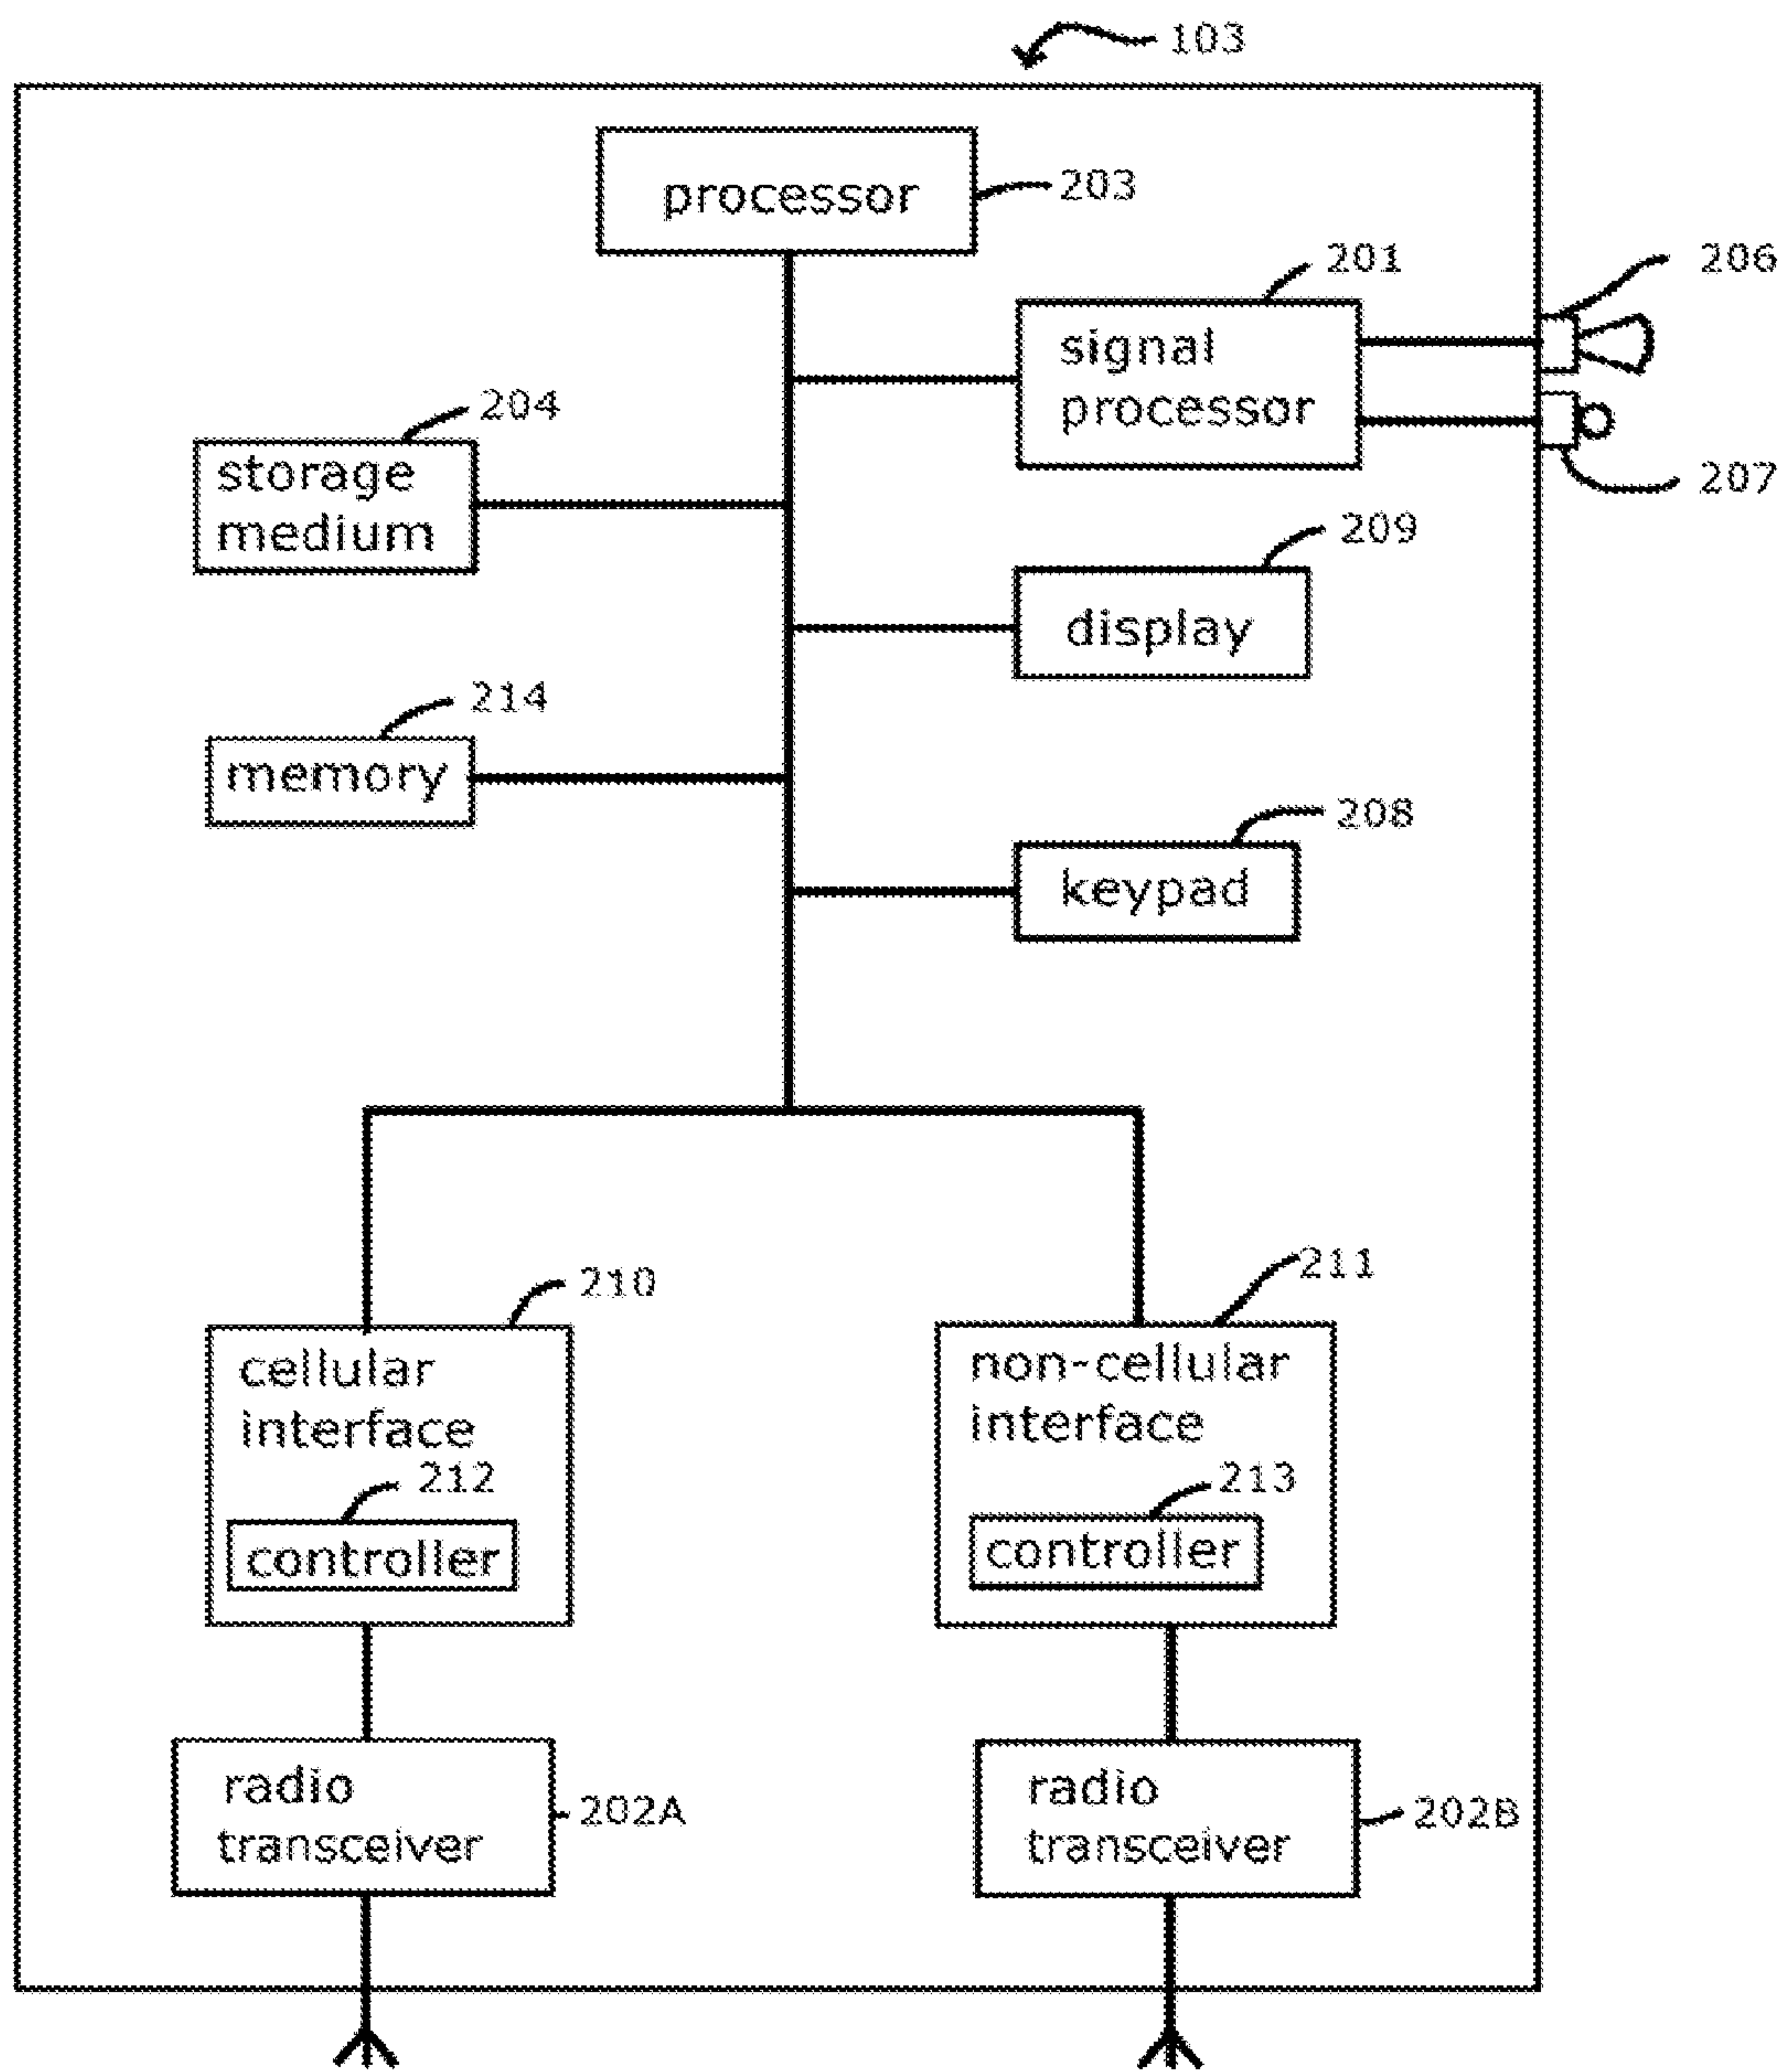 103
processor
203
201
206
signal
processor
204
storage
medium
207
209
display
214
memory
208
keypad
210
211
cellular
interface
212
controller
non-cellular
interface
213
controller
radio
transceiver
202A
radio
transceiver
202B